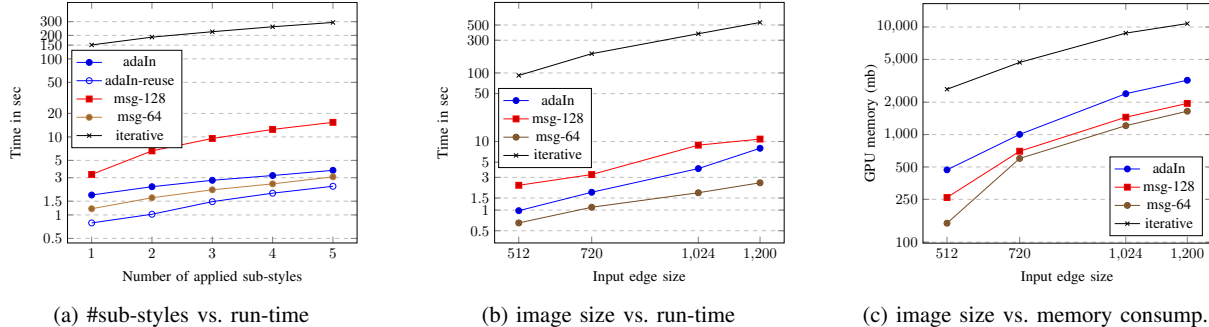 300
200
150
100
50
20
10
5
3
1.5
1
0.5
Time in sec
adaIn
adaIn-reuse
msg-128
msg-64
iterative
1 2 3 4 5
Number of applied sub-styles
(a) #sub-styles vs. run-time
500
300
100
50
10
5
3
1.5
1
0.5
Time in sec
adaIn
msg-128
msg-64
iterative
512 720 1,024 1,200
Input edge size
(b) image size vs. run-time
10,000
5,000
2,000
1,000
500
250
100
GPU memory (mb)
adaIn
msg-128
msg-64
iterative
512 720 1,024 1,200
Input edge size
(c) image size vs. memory consump.